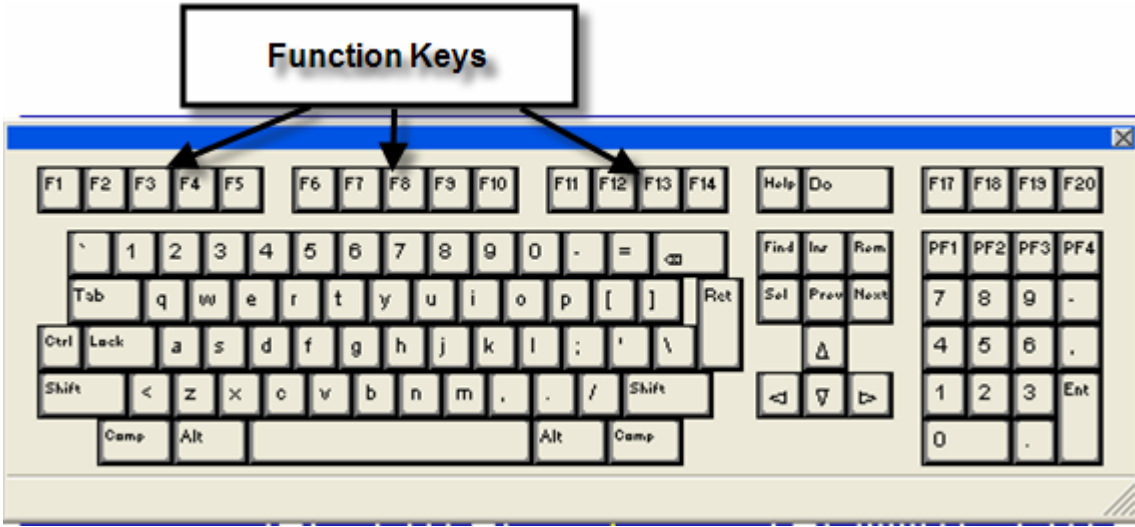 Function Keys
F1 F2 F3 F4 F5 F6 F7 F8 F9 F10 F11 F12 F13 F14 Help Do F17 F18 F19 F20
` 1 2 3 4 5 6 7 8 9 0 - = Find Ins Rem PF1 PF2 PF3 PF4
Tab q w e r t y u i o p [ ] Ret Sel Prev Next 7 8 9 -
Ctrl Lock a s d f g h j k l ; ' \ 4 5 6 ,
Shift < z x c v b n m , . / Shift 1 2 3 Ent
Comp Alt Alt Comp 0 .